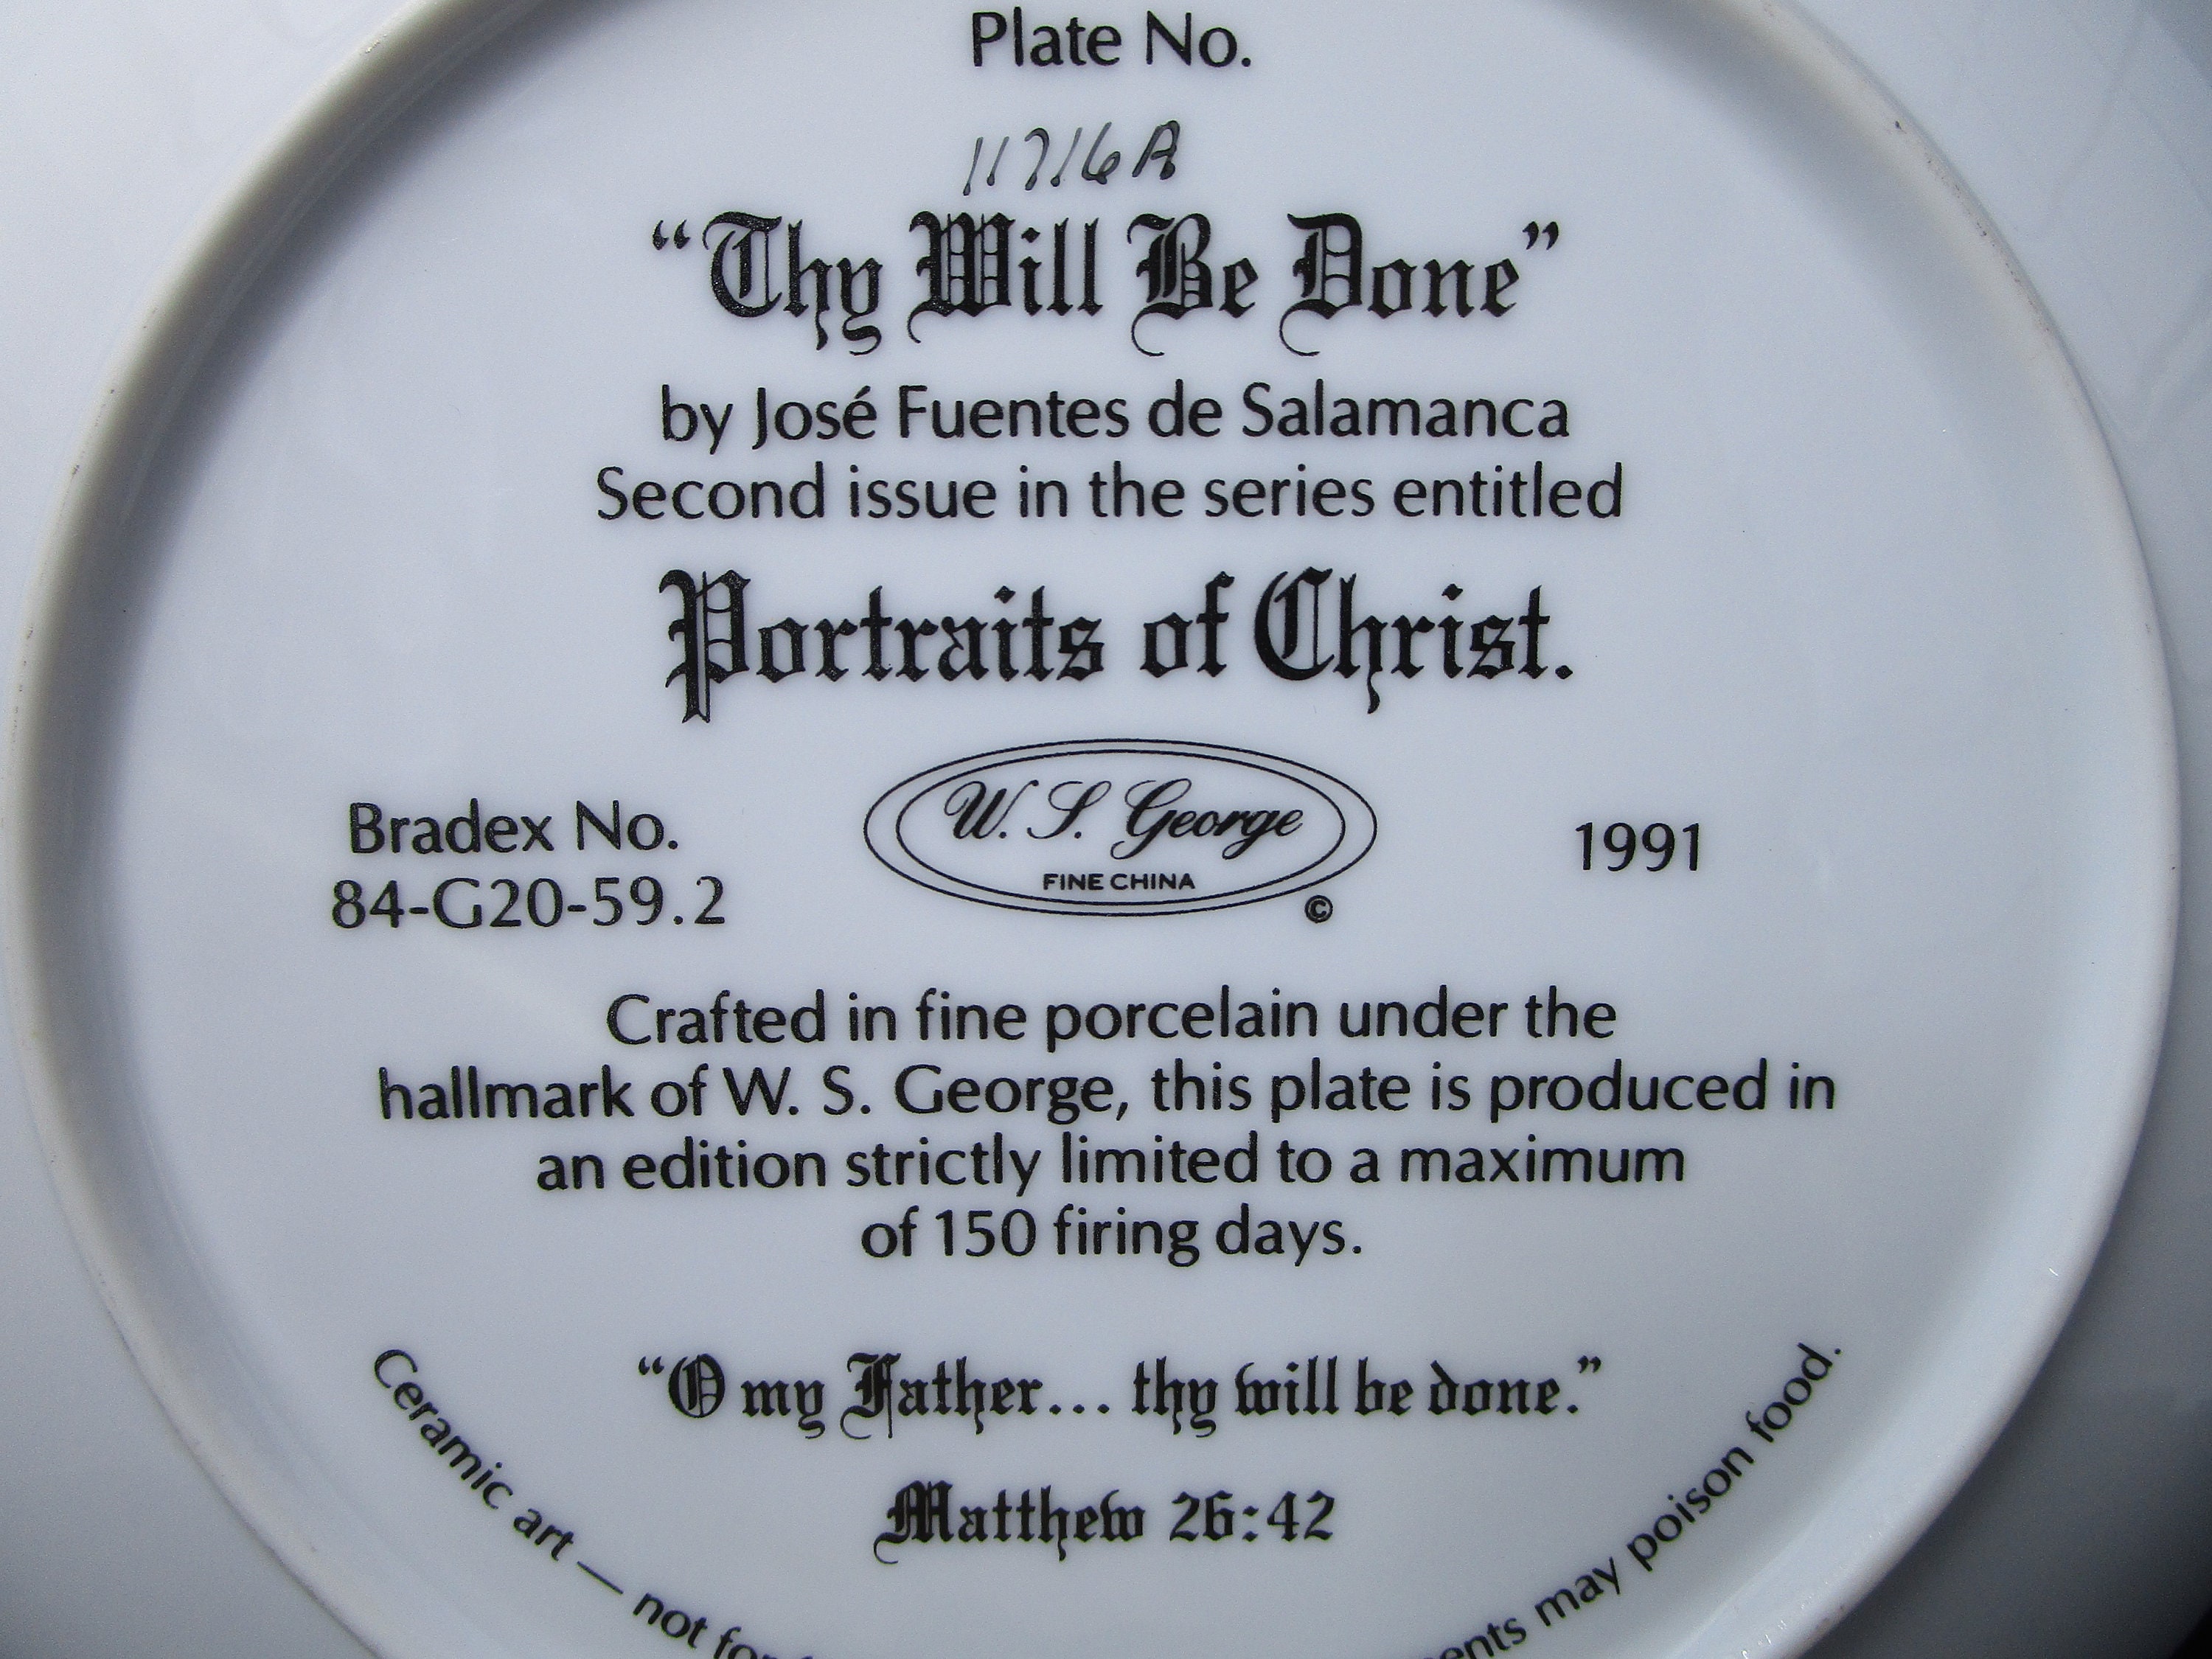 Plate No.
11716A
“Thy Will Be Done”
by José Fuentes de Salamanca
Second issue in the series entitled
Portraits of Christ.
Bradex No.
84-G20-59.2
W. S. George
FINE CHINA
©
1991
Crafted in fine porcelain under the
hallmark of W. S. George, this plate is produced in
an edition strictly limited to a maximum
of 150 firing days.
“O my Father... thy will be done.”
Matthew 26:42
Ceramic art — not for may poison food.